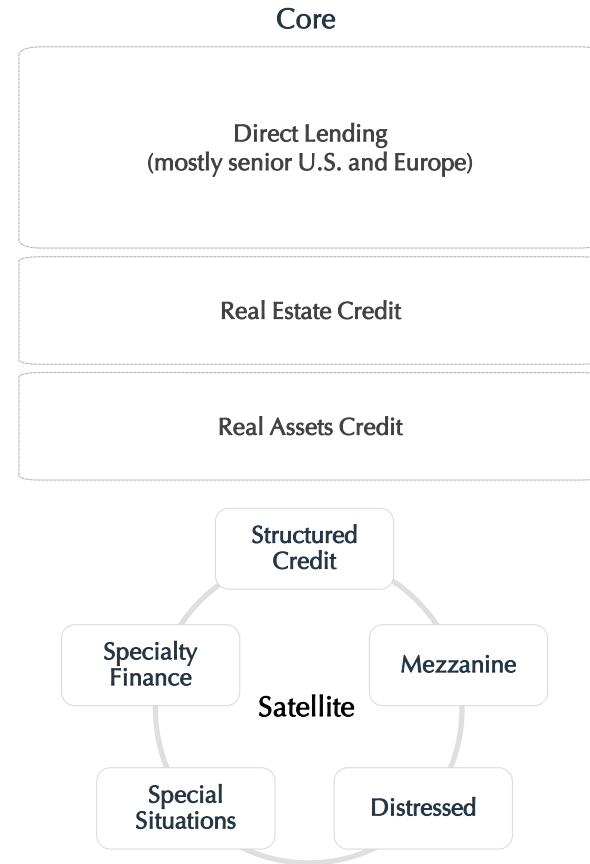 Core
Direct Lending
(mostly senior U.S. and Europe)
Real Estate Credit
Real Assets Credit
Structured
Credit
Specialty
Finance
Mezzanine
Satellite
Special
Situations
Distressed